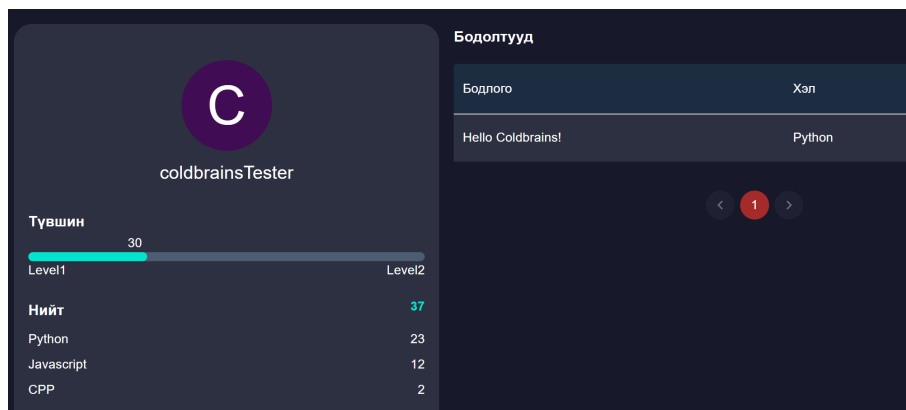 C
coldbrainsTester
Түвшин
30
Level1 Level2
Нийт 37
Python 23
Javascript 12
CPP 2
Бодолтууд
Бодлого Хэл
Hello Coldbrains! Python
1